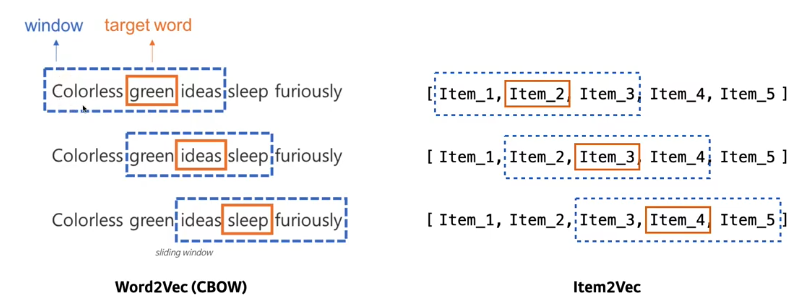 window target word
Colorless green ideas sleep furiously
[ Item_1, Item_2, Item_3, Item_4, Item_5 ]
Colorless green ideas sleep furiously
[ Item_1, Item_2, Item_3, Item_4, Item_5 ]
Colorless green ideas sleep furiously
[ Item_1, Item_2, Item_3, Item_4, Item_5 ]
sliding window
Word2Vec (CBOW)
Item2Vec